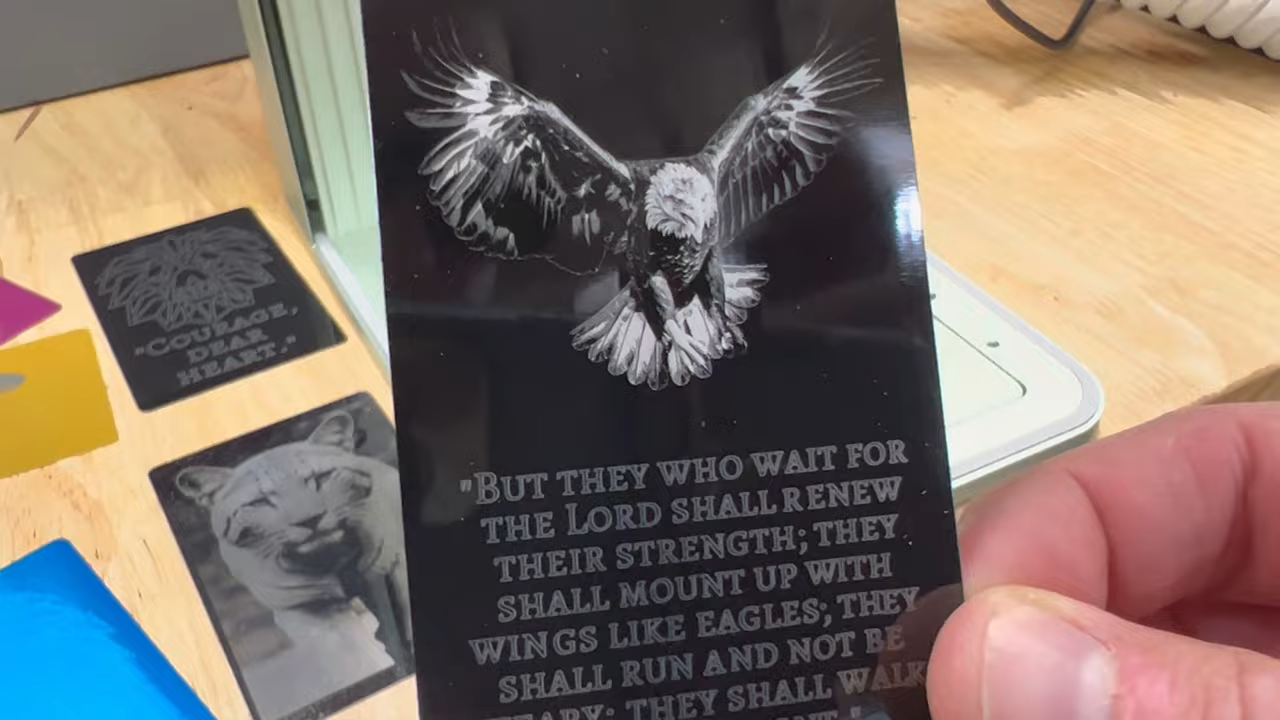 "COURAGE,
DEAR
HEART."
"BUT THEY WHO WAIT FOR
THE LORD SHALL RENEW
THEIR STRENGTH; THEY
SHALL MOUNT UP WITH
WINGS LIKE EAGLES; THEY
SHALL RUN AND NOT BE
THEY SHALL WALK